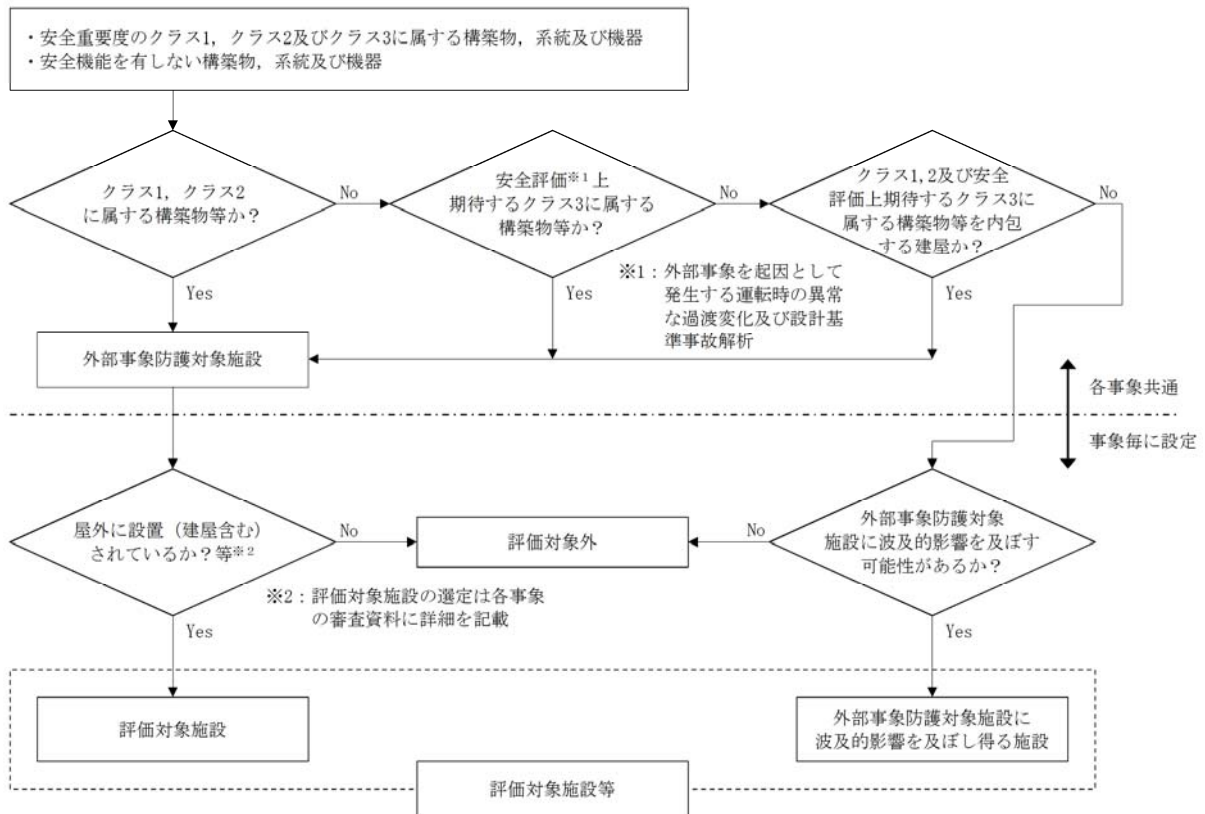 ・安全重要度のクラス1，クラス2及びクラス3に属する構築物，系統及び機器
・安全機能を有しない構築物，系統及び機器
クラス1，クラス2
に属する構築物等か？
No
安全評価※1上
期待するクラス3に属する
構築物等か？
No
クラス1,2及び安全
評価上期待するクラス3に
属する構築物等を内包
する建屋か？
No
Yes
Yes
Yes
※1：外部事象を起因として
発生する運転時の異常
な過渡変化及び設計基
準事故解析
外部事象防護対象施設
各事象共通
事象毎に設定
屋外に設置（建屋含む）
されているか？等※2
No
評価対象外
No
外部事象防護対象
施設に波及的影響を及ぼす
可能性があるか？
※2：評価対象施設の選定は各事象
の審査資料に詳細を記載
Yes
Yes
評価対象施設
外部事象防護対象施設に
波及的影響を及ぼし得る施設
評価対象施設等